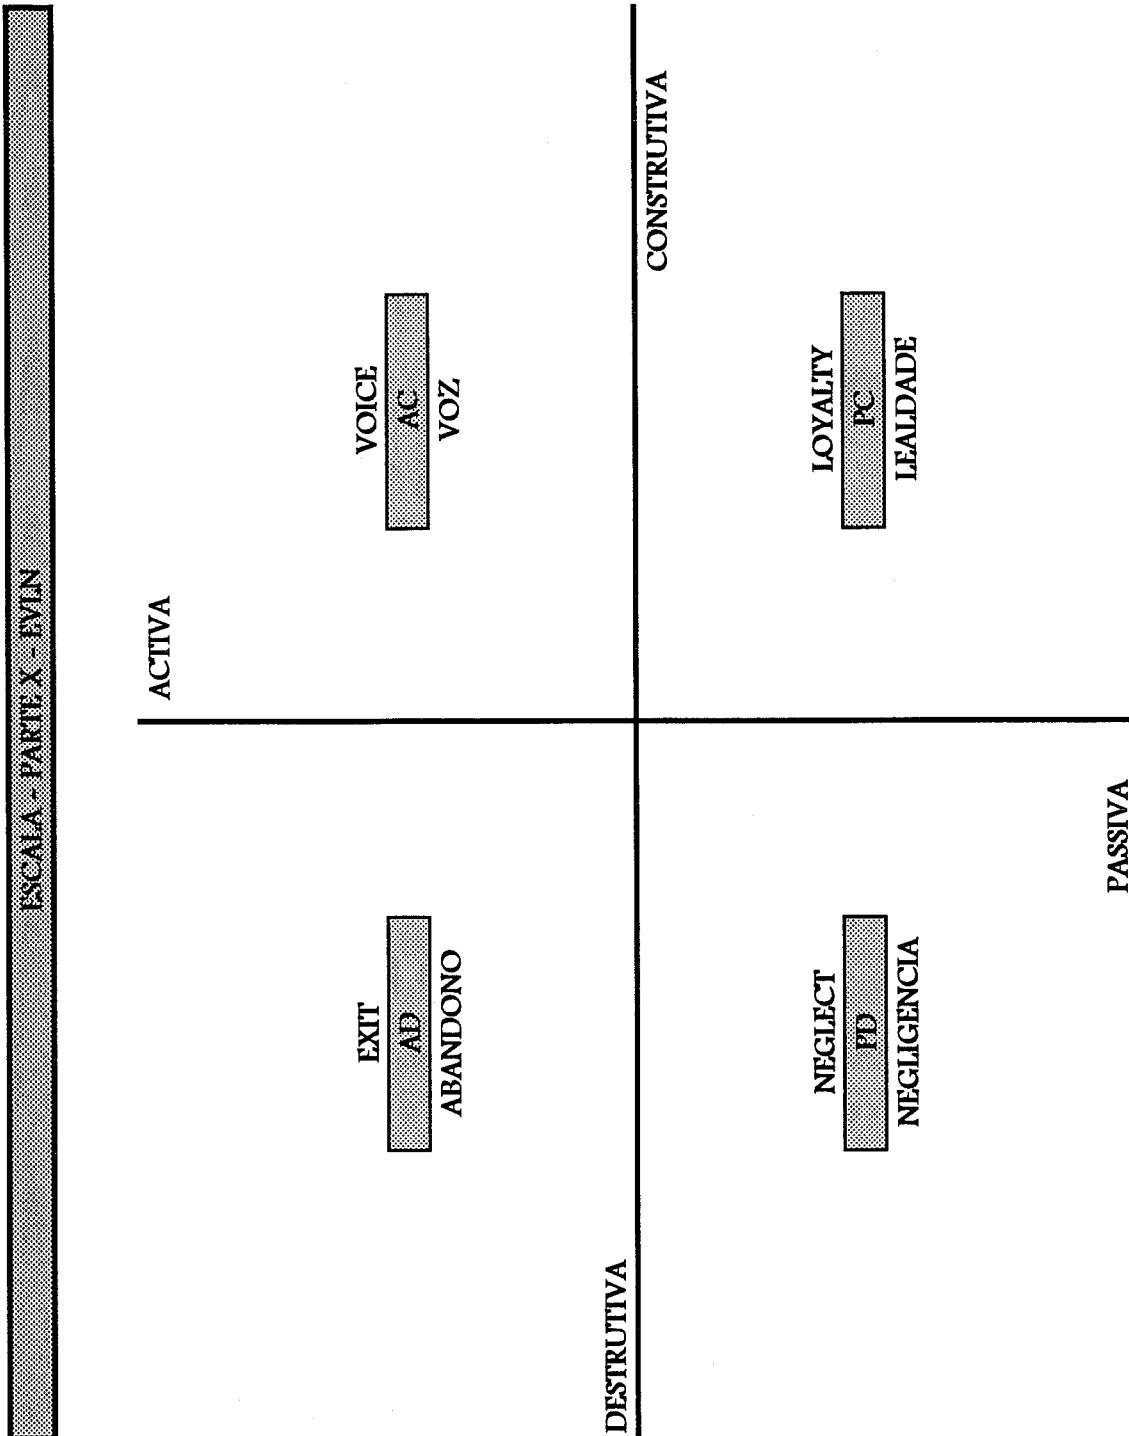 ESCALA - PARTE X - EVLN
ACTIVA
EXIT
AD
ABANDONO
VOICE
AC
VOZ
DESTRUTIVA
CONSTRUTIVA
NEGLECT
PD
NEGLIGENCIA
LOYALTY
PC
LEALDADE
PASSIVA